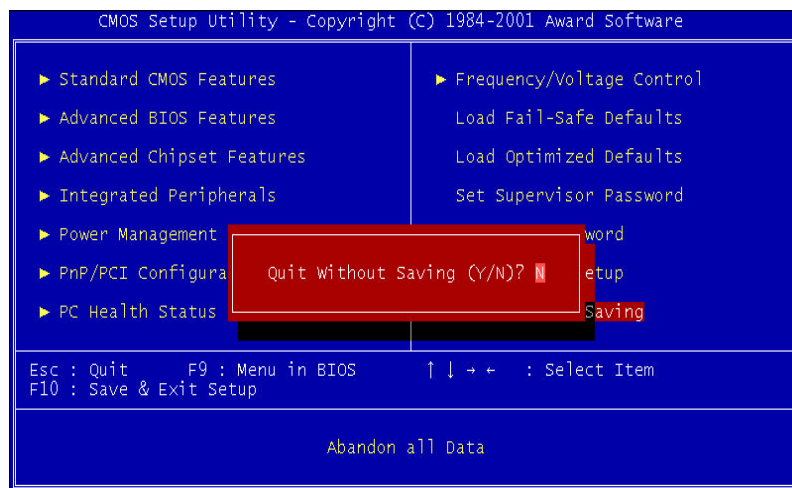 CMOS Setup Utility - Copyright (C) 1984-2001 Award Software
▶ Standard CMOS Features
▶ Advanced BIOS Features
▶ Advanced Chipset Features
▶ Integrated Peripherals
▶ Power Management
▶ PnP/PCI Configura
▶ PC Health Status
▶ Frequency/Voltage Control
Load Fail-Safe Defaults
Load Optimized Defaults
Set Supervisor Password
word
etup
Saving
Quit Without Saving (Y/N)? N
Esc : Quit F9 : Menu in BIOS ↑ ↓ → ← : Select Item
F10 : Save & Exit Setup
Abandon all Data